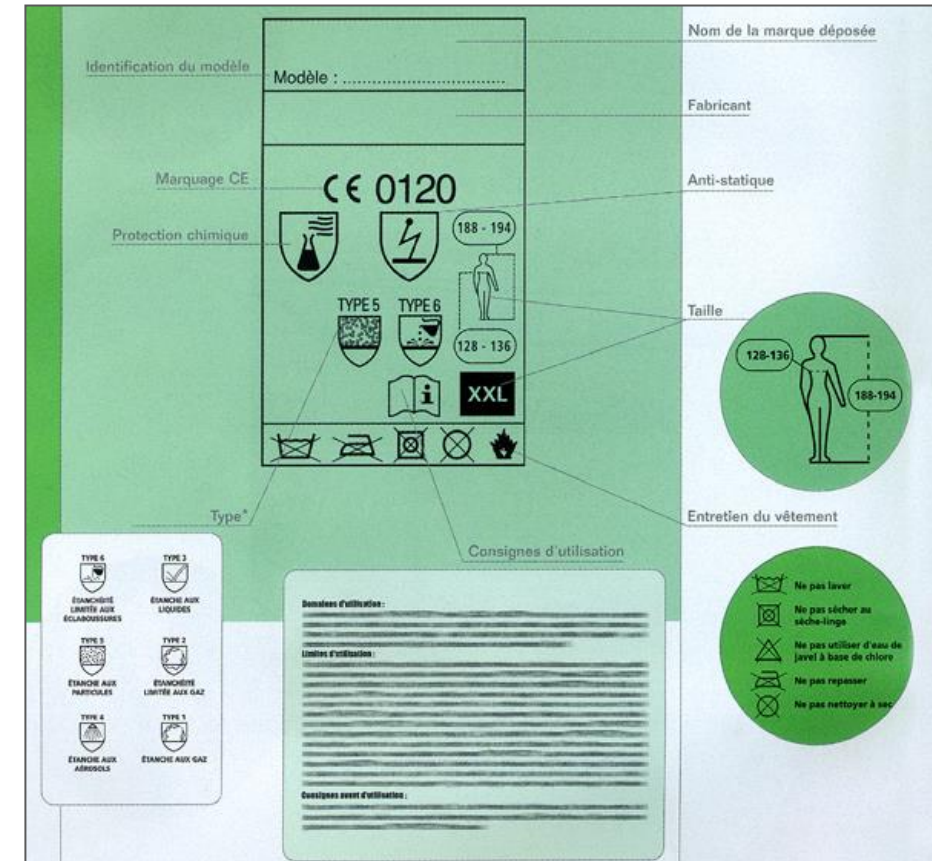 Nom de la marque déposée
Identification du modèle
Modèle : ................................
Fabricant
Marquage CE
CE 0120
Anti-statique
Protection chimique
188 - 194
TYPE 5 TYPE 6
128 - 136
Taille
i
XXL
128-136
188-194
Type*
Consignes d'utilisation
Entretien du vêtement
TYPE 6
ÉTANCHÉITÉ
LIMITÉE AUX
ÉCLABOUSSURES
TYPE 3
ÉTANCHE AUX
LIQUIDES
TYPE 5
ÉTANCHE AUX
PARTICULES
TYPE 2
ÉTANCHÉITÉ
LIMITÉE AUX GAZ
TYPE 4
ÉTANCHE AUX
AÉROSOLS
TYPE 1
ÉTANCHE AUX GAZ
Domaines d'utilisation :
Limites d'utilisation :
Consignes avant d'utilisation :
Ne pas laver
Ne pas sécher au
sèche-linge
Ne pas utiliser d'eau de
javel à base de chlore
Ne pas repasser
Ne pas nettoyer à sec